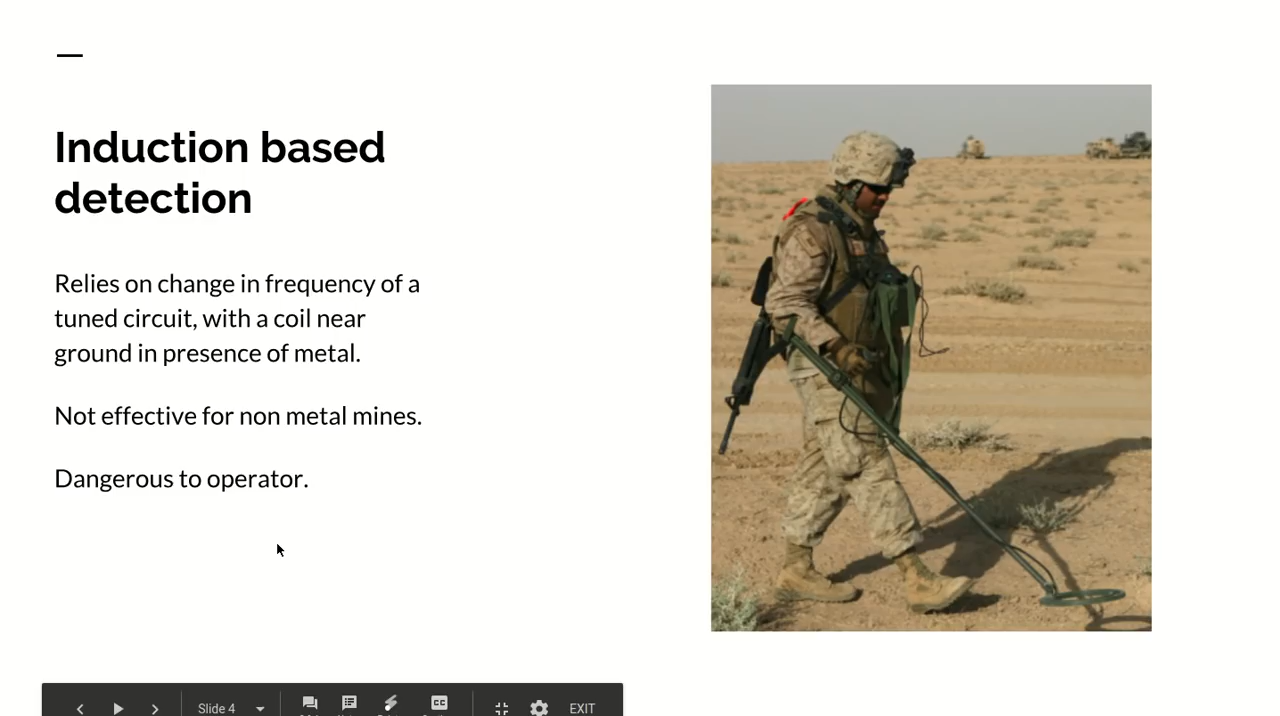 Induction based
detection
Relies on change in frequency of a
tuned circuit, with a coil near
ground in presence of metal.
Not effective for non metal mines.
Dangerous to operator.
Slide 4
CC
EXIT